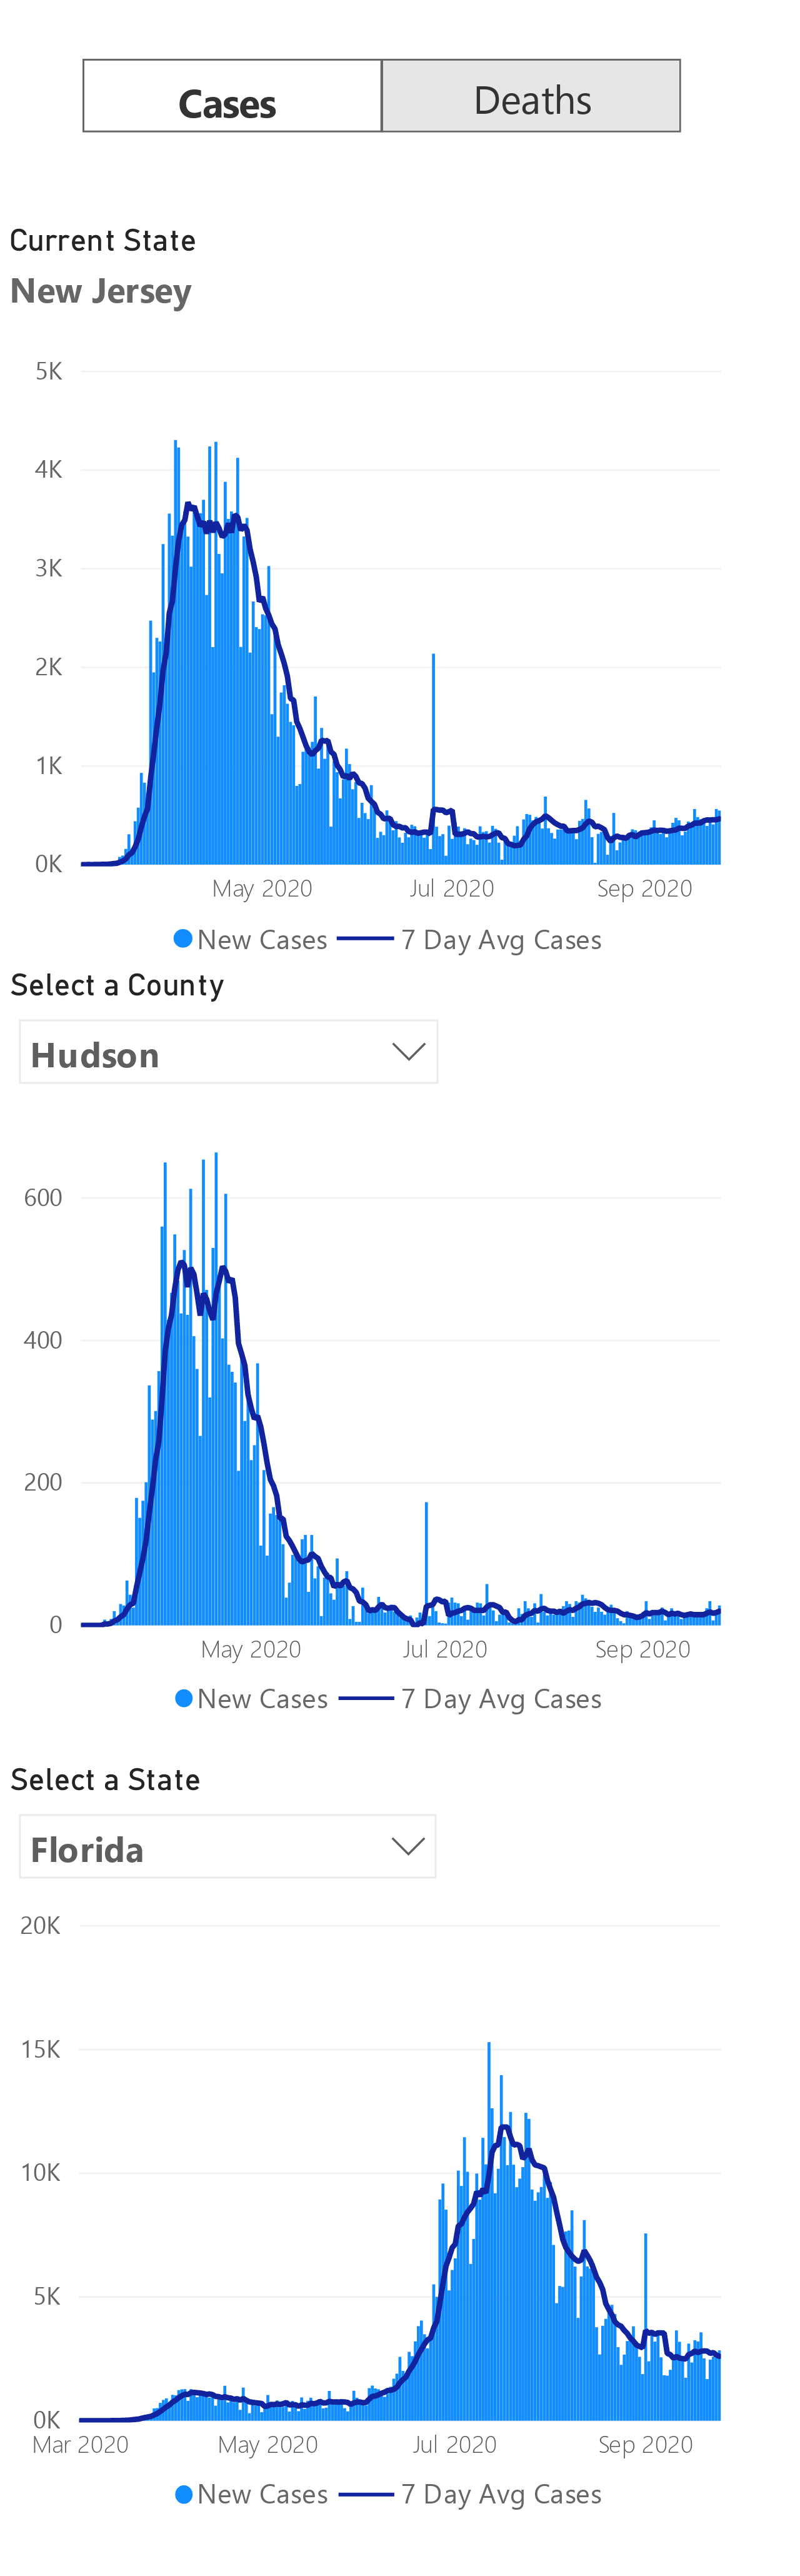 Cases Deaths
Current State
New Jersey
5K
4K
3K
2K
1K
0K
May 2020 Jul 2020 Sep 2020
New Cases 7 Day Avg Cases
Select a County
Hudson
600
400
200
0
May 2020 Jul 2020 Sep 2020
New Cases 7 Day Avg Cases
Select a State
Florida
20K
15K
10K
5K
0K
Mar 2020 May 2020 Jul 2020 Sep 2020
New Cases 7 Day Avg Cases